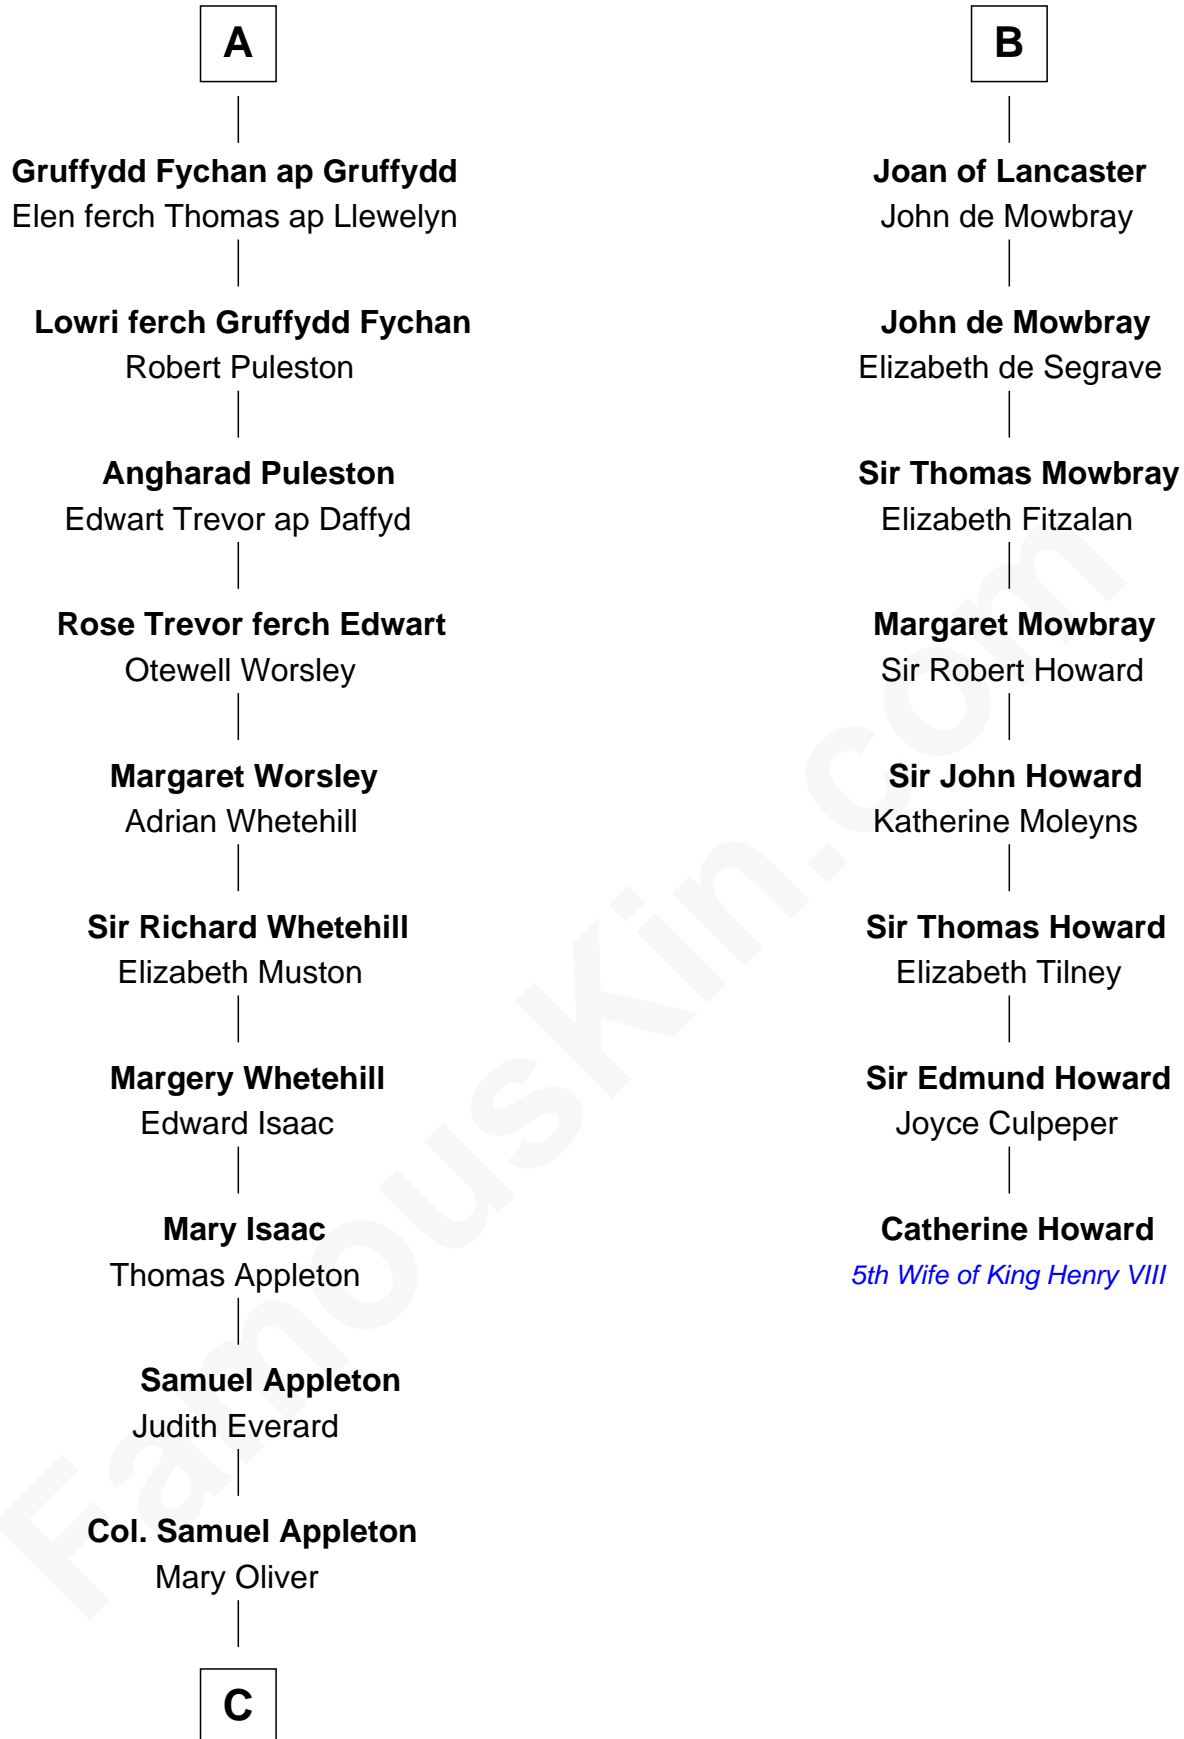 A
Gruffydd Fychan ap Gruffydd
Elen ferch Thomas ap Llewelyn
Lowri ferch Gruffydd Fychan
Robert Puleston
Angharad Puleston
Edwart Trevor ap Daffyd
Rose Trevor ferch Edwart
Otewell Worsley
Margaret Worsley
Adrian Whetehill
Sir Richard Whetehill
Elizabeth Muston
Margery Whetehill
Edward Isaac
Mary Isaac
Thomas Appleton
Samuel Appleton
Judith Everard
Col. Samuel Appleton
Mary Oliver
C
B
Joan of Lancaster
John de Mowbray
John de Mowbray
Elizabeth de Segrave
Sir Thomas Mowbray
Elizabeth Fitzalan
Margaret Mowbray
Sir Robert Howard
Sir John Howard
Katherine Moleyns
Sir Thomas Howard
Elizabeth Tilney
Sir Edmund Howard
Joyce Culpeper
Catherine Howard
5th Wife of King Henry VIII
FamousKin.com